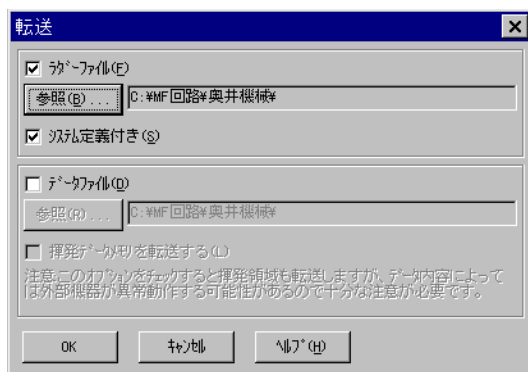 転送
ﾗﾀﾞｰﾌｧｲﾙ(F)
参照(B)...
C:¥MF回路¥奥井機械¥
ｼｽﾃﾑ定義付き(S)
ﾃﾞｰﾀﾌｧｲﾙ(D)
参照(R)...
C:¥MF回路¥奥井機械¥
揮発ﾃﾞｰﾀﾒﾓﾘを転送する(L)
注意:このｵﾌﾟｼｮﾝをﾁｪｯｸすると揮発領域も転送しますが、ﾃﾞｰﾀ内容によって
は外部機器が異常動作する可能性があるので十分な注意が必要です。
OK
ｷｬﾝｾﾙ
ﾍﾙﾌﾟ(H)